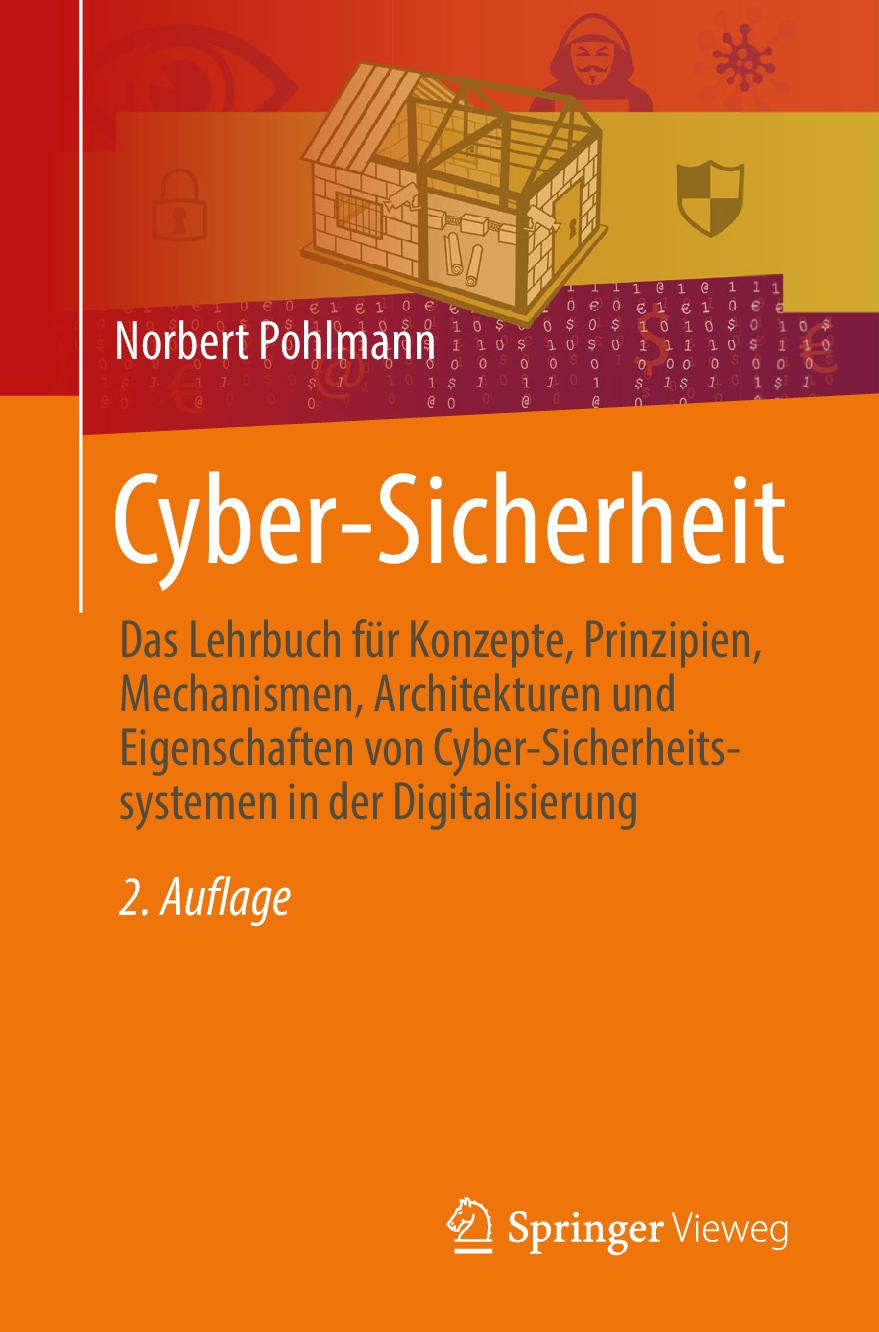 Norbert Pohlmann
Cyber-Sicherheit
Das Lehrbuch für Konzepte, Prinzipien,
Mechanismen, Architekturen und
Eigenschaften von Cyber-Sicherheits-
systemen in der Digitalisierung
2. Auflage
Springer Vieweg